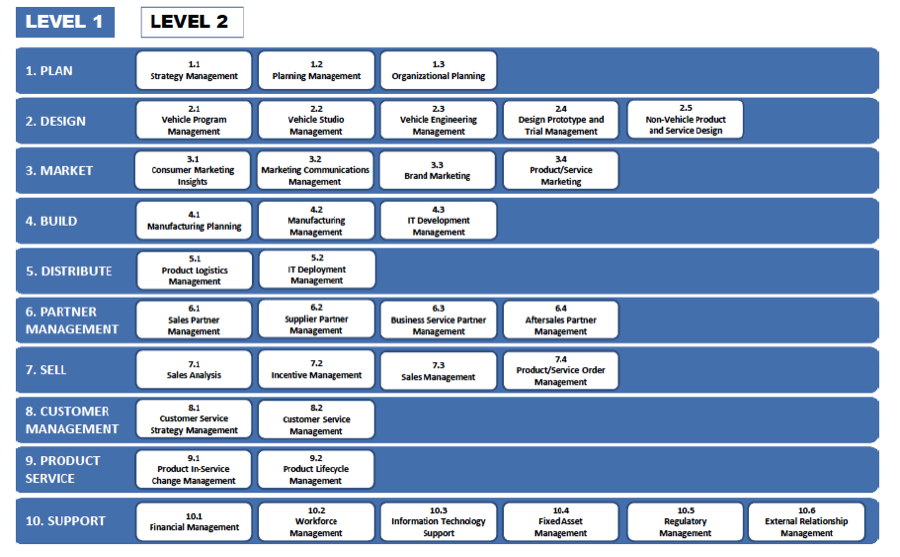 LEVEL 1
LEVEL 2
1. PLAN
1.1
Strategy Management
1.2
Planning Management
1.3
Organizational Planning
2. DESIGN
2.1
Vehicle Program
Management
2.2
Vehicle Studio
Management
2.3
Vehicle Engineering
Management
2.4
Design Prototype and
Trial Management
2.5
Non-Vehicle Product
and Service Design
3. MARKET
3.1
Consumer Marketing
Insights
3.2
Marketing Communications
Management
3.3
Brand Marketing
3.4
Product/Service
Marketing
4. BUILD
4.1
Manufacturing Planning
4.2
Manufacturing
Management
4.3
IT Development
Management
5. DISTRIBUTE
5.1
Product Logistics
Management
5.2
IT Deployment
Management
6. PARTNER
MANAGEMENT
6.1
Sales Partner
Management
6.2
Supplier Partner
Management
6.3
Business Service Partner
Management
6.4
Aftersales Partner
Management
7. SELL
7.1
Sales Analysis
7.2
Incentive Management
7.3
Sales Management
7.4
Product/Service Order
Management
8. CUSTOMER
MANAGEMENT
8.1
Customer Service
Strategy Management
8.2
Customer Service
Management
9. PRODUCT
SERVICE
9.1
Product In-Service
Change Management
9.2
Product Lifecycle
Management
10. SUPPORT
10.1
Financial Management
10.2
Workforce
Management
10.3
Information Technology
Support
10.4
Fixed Asset
Management
10.5
Regulatory
Management
10.6
External Relationship
Management